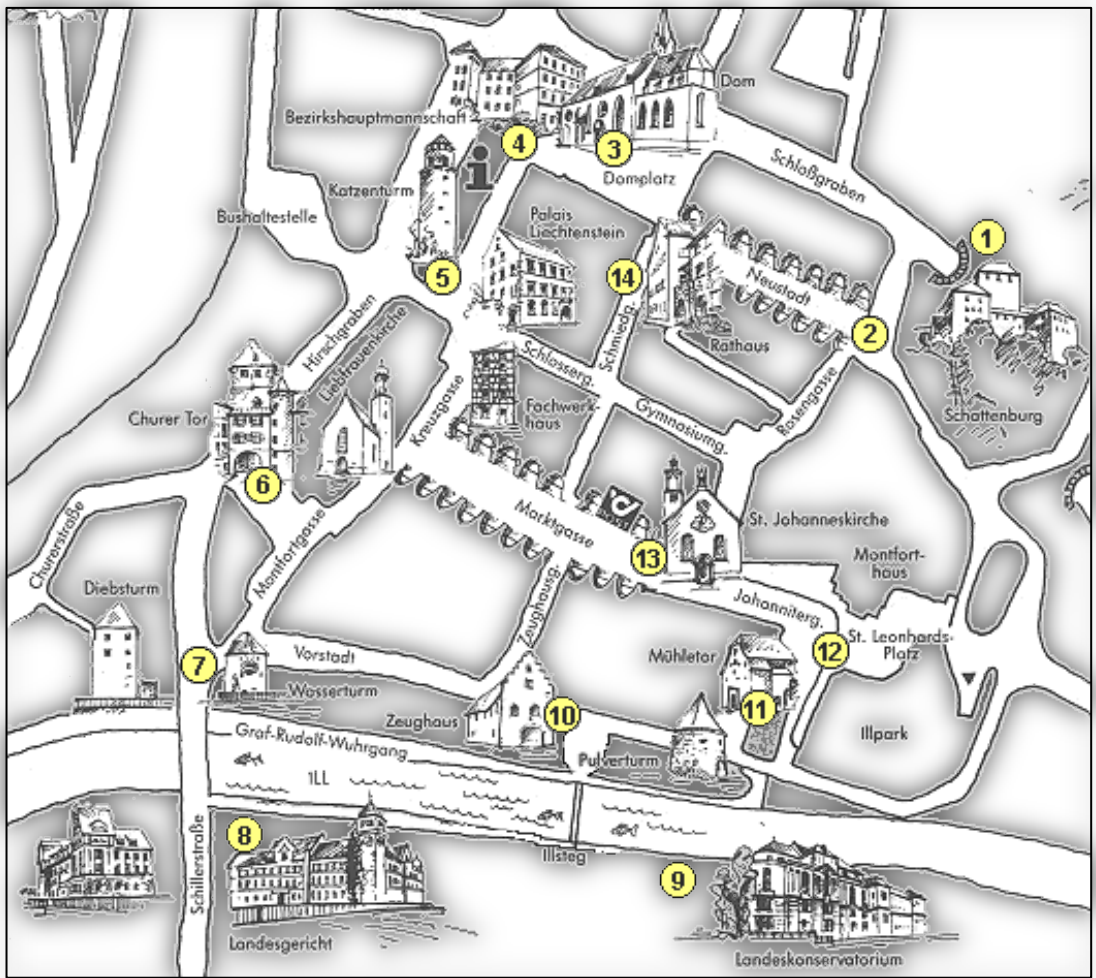 Dom
Bezirkshauptmannschaft
4
3
Schloßgraben
i
Domplatz
Katzenturm
Bushaltestelle
Palais
Liechtenstein
1
5
14
Neustadt
2
Schmiedg.
Hirschgraben
Rathaus
Liebfrauenkirche
Schlosserg.
Rosengasse
Schattenburg
Churer Tor
Kreuzgasse
Fachwerk-
haus
Gymnasiumg.
6
Marktgasse
St. Johanneskirche
13
Montfort-
haus
Churerstraße
Montfortgasse
Diebsturm
Zeughausg.
Johanniterg.
7
Vorstadt
Mühletor
12
St. Leonhards-
Platz
Wasserturm
Zeughaus
10
11
Graf-Rudolf-Wuhrgang
Pulverturm
Illpark
ILL
8
Illsteg
9
Schillerstraße
Landesgericht
Landeskonservatorium